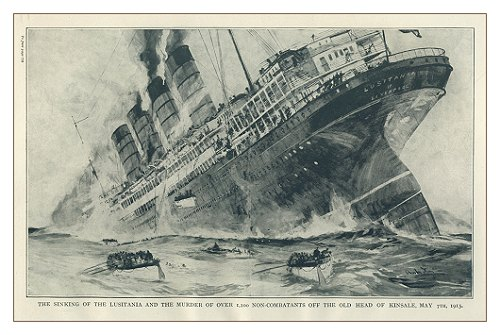 LUSITANIA
THE SINKING OF THE LUSITANIA AND THE MURDER OF OVER 1,100 NON-COMBATANTS OFF THE OLD HEAD OF KINSALE, MAY 7TH, 1915.